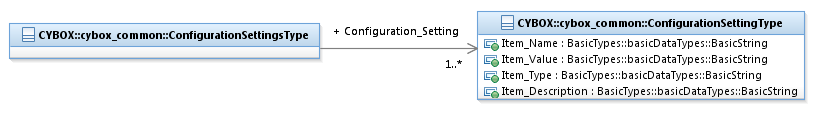 CYBOX::cybox_common::ConfigurationSettingsType
+ Configuration_Setting
1..*
CYBOX::cybox_common::ConfigurationSettingType
Item_Name : BasicTypes::basicDataTypes::BasicString
Item_Value : BasicTypes::basicDataTypes::BasicString
Item_Type : BasicTypes::basicDataTypes::BasicString
Item_Description : BasicTypes::basicDataTypes::BasicString